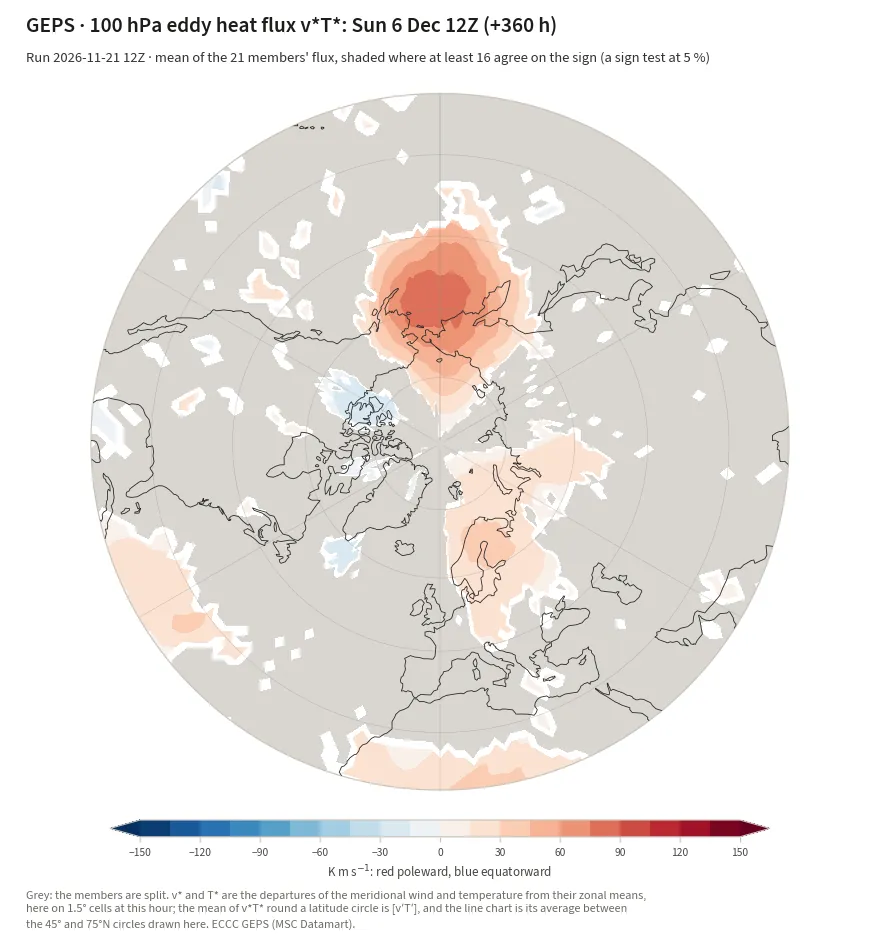 GEPS · 100 hPa eddy heat flux v*T*: Sun 6 Dec 12Z (+360 h)
Run 2026-11-21 12Z · mean of the 21 members' flux, shaded where at least 16 agree on the sign (a sign test at 5 %)
−150 −120 −90 −60 −30 0 30 60 90 120 150
K m s⁻¹: red poleward, blue equatorward
Grey: the members are split. v* and T* are the departures of the meridional wind and temperature from their zonal means,
here on 1.5° cells at this hour; the mean of v*T* round a latitude circle is [v'T'], and the line chart is its average between
the 45° and 75°N circles drawn here. ECCC GEPS (MSC Datamart).